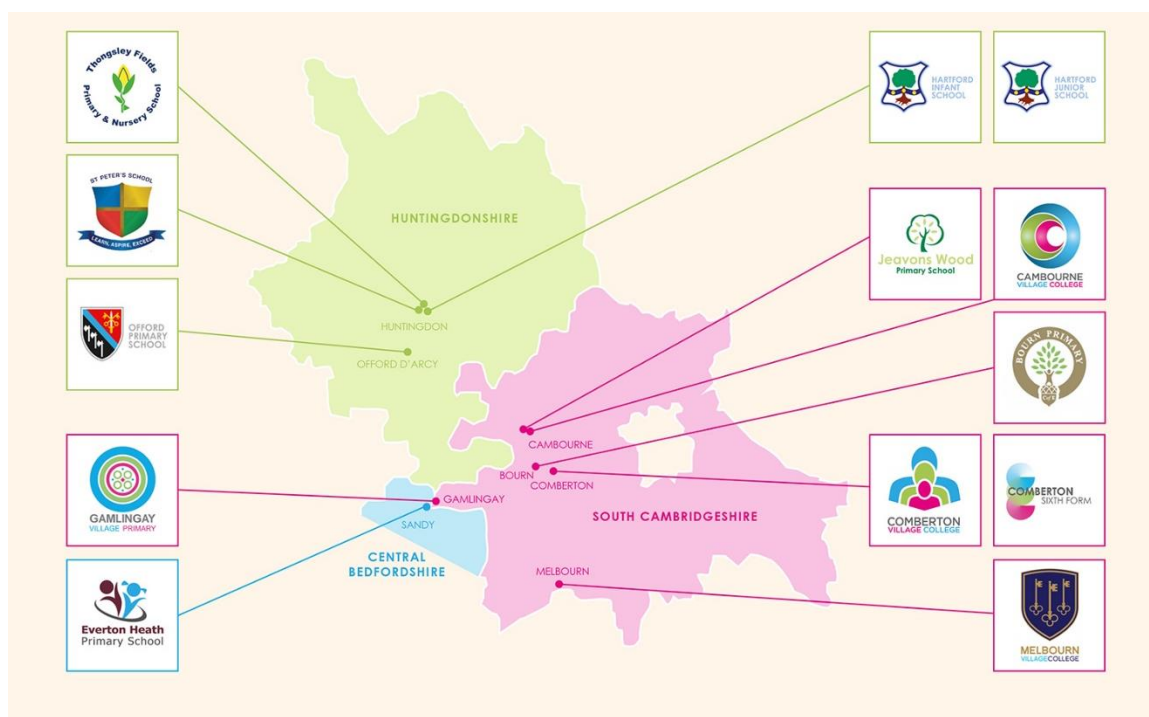 Thongsley Fields
Primary & Nursery School
ST PETER'S SCHOOL
LEARN, ASPIRE, EXCEED
OFFORD
PRIMARY
SCHOOL
GAMLINGAY
VILLAGE PRIMARY
Everton Heath
Primary School
HUNTINGDONSHIRE
HUNTINGDON
OFFORD D'ARCY
CAMBOURNE
BOURN
COMBERTON
GAMLINGAY
SANDY
SOUTH CAMBRIDGESHIRE
CENTRAL
BEDFORDSHIRE
MELBOURN
HARTFORD
INFANT
SCHOOL
HARTFORD
JUNIOR
SCHOOL
Jeavons Wood
Primary School
CAMBOURNE
VILLAGE COLLEGE
BOURN PRIMARY
CofE
COMBERTON
VILLAGE COLLEGE
COMBERTON
SIXTH FORM
MELBOURN
VILLAGECOLLEGE